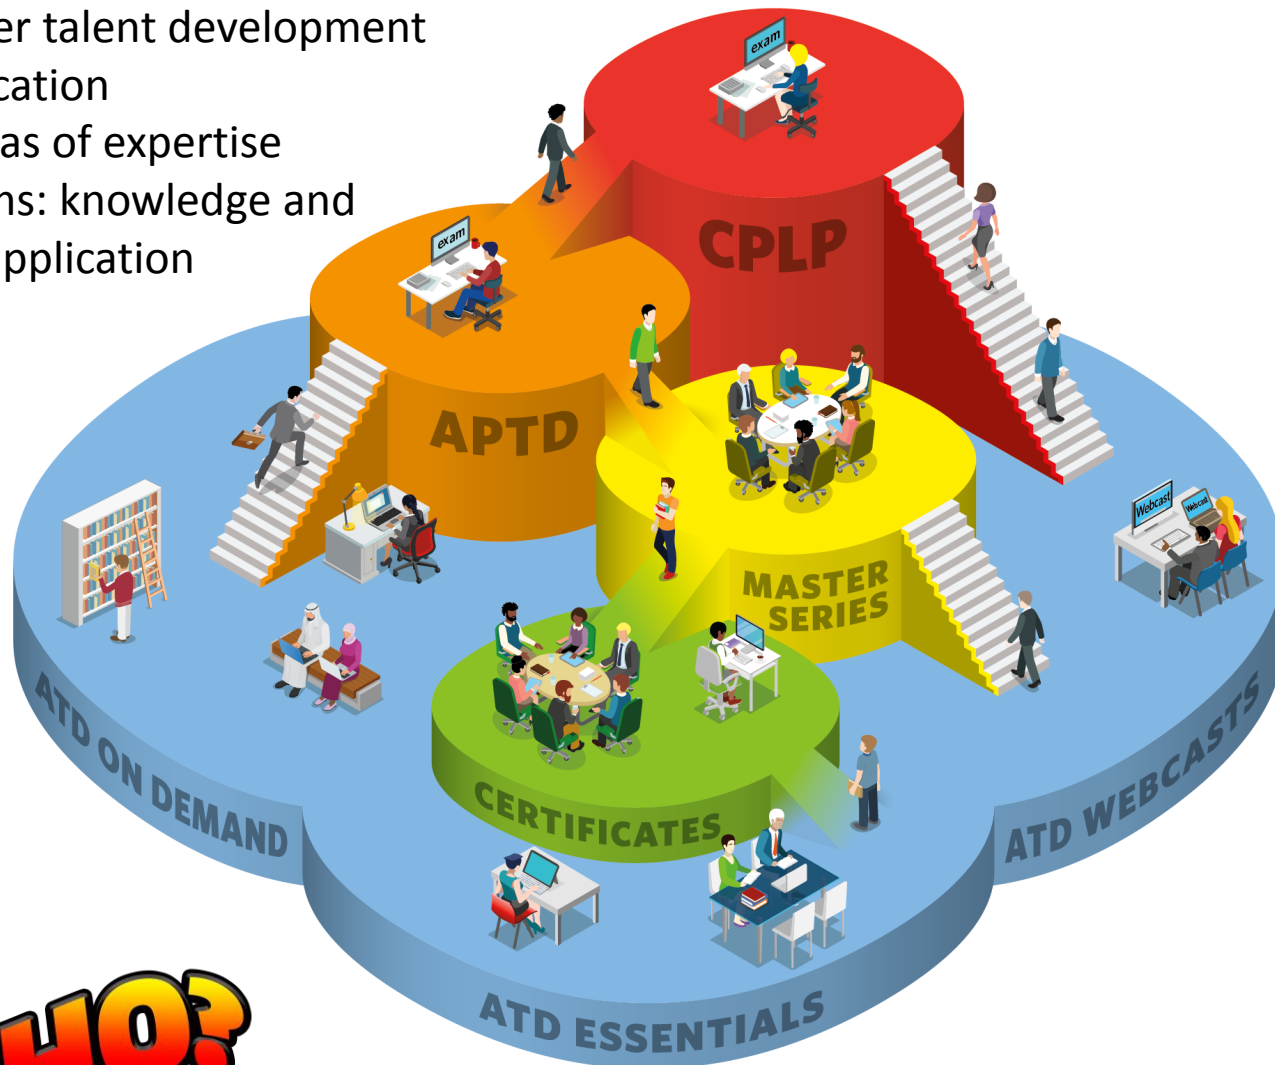 er talent development
cation
as of expertise
ns: knowledge and
pplication
exam
CPLP
exam
APTD
Webcast
Webcast
MASTER
SERIES
CERTIFICATES
ATD ON DEMAND
ATD WEBCASTS
ATD ESSENTIALS
HO?